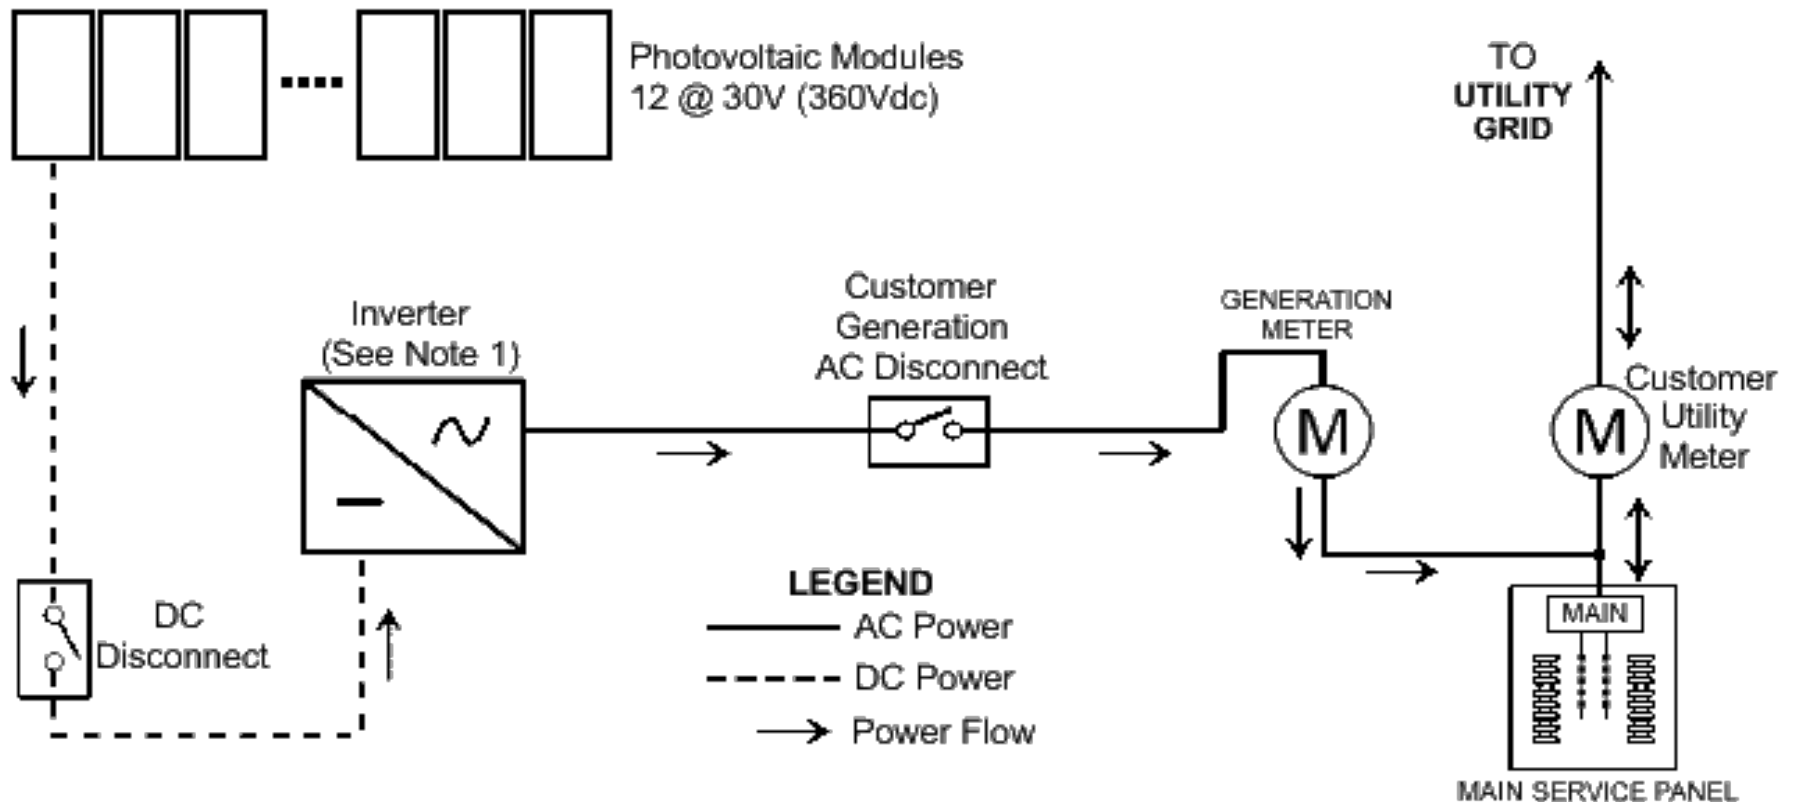 Photovoltaic Modules
12 @ 30V (360Vdc)
TO
UTILITY
GRID
Inverter
(See Note 1)
Customer
Generation
AC Disconnect
GENERATION
METER
M
M
Customer
Utility
Meter
DC
Disconnect
LEGEND
AC Power
DC Power
Power Flow
MAIN
MAIN SERVICE PANEL